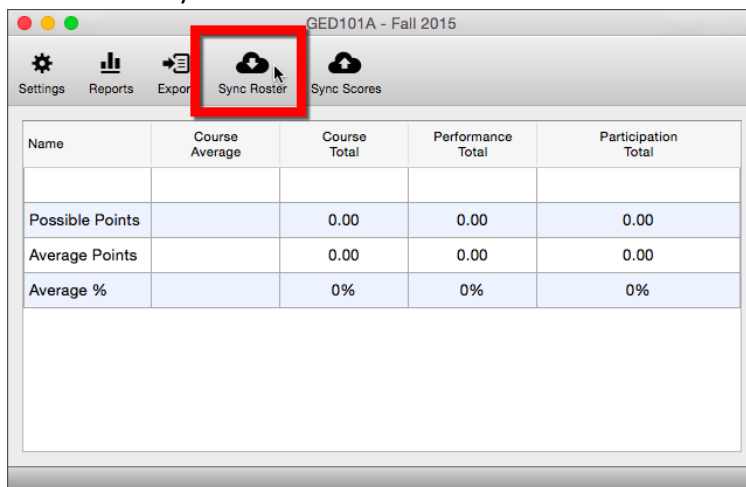 GED101A - Fall 2015
Settings Reports Export Sync Roster Sync Scores
Name Course Average Course Total Performance Total Participation Total
Possible Points 0.00 0.00 0.00
Average Points 0.00 0.00 0.00
Average % 0% 0% 0%